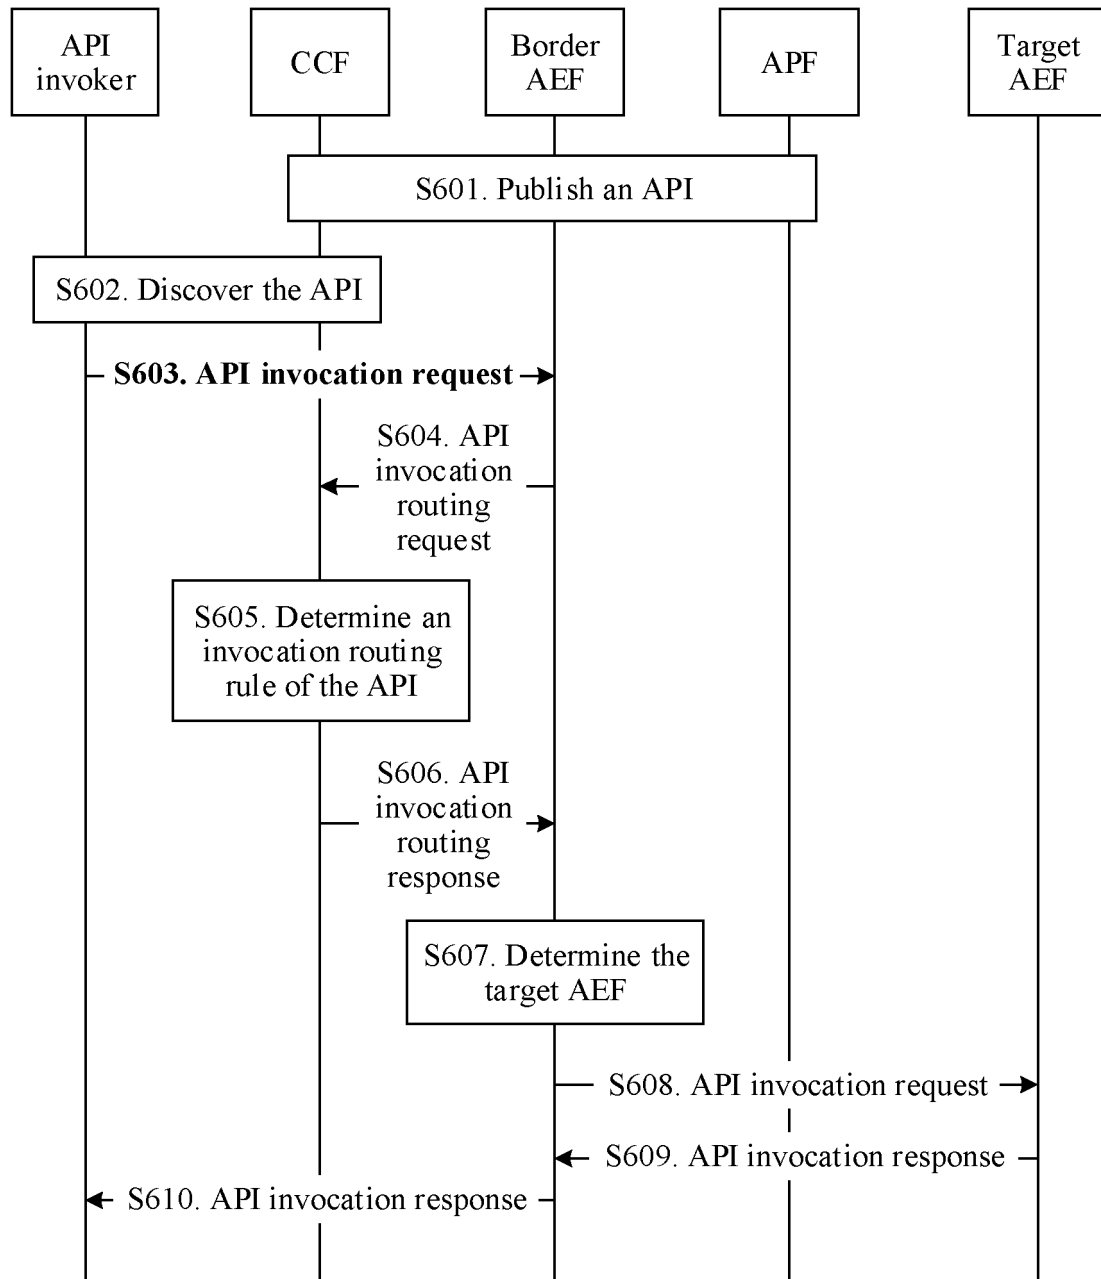 API
invoker
CCF
Border
AEF
APF
Target
AEF
S601. Publish an API
S602. Discover the API
S603. API invocation request
S604. API
invocation
routing
request
S605. Determine an
invocation routing
rule of the API
S606. API
invocation
routing
response
S607. Determine the
target AEF
S608. API invocation request
S609. API invocation response
S610. API invocation response